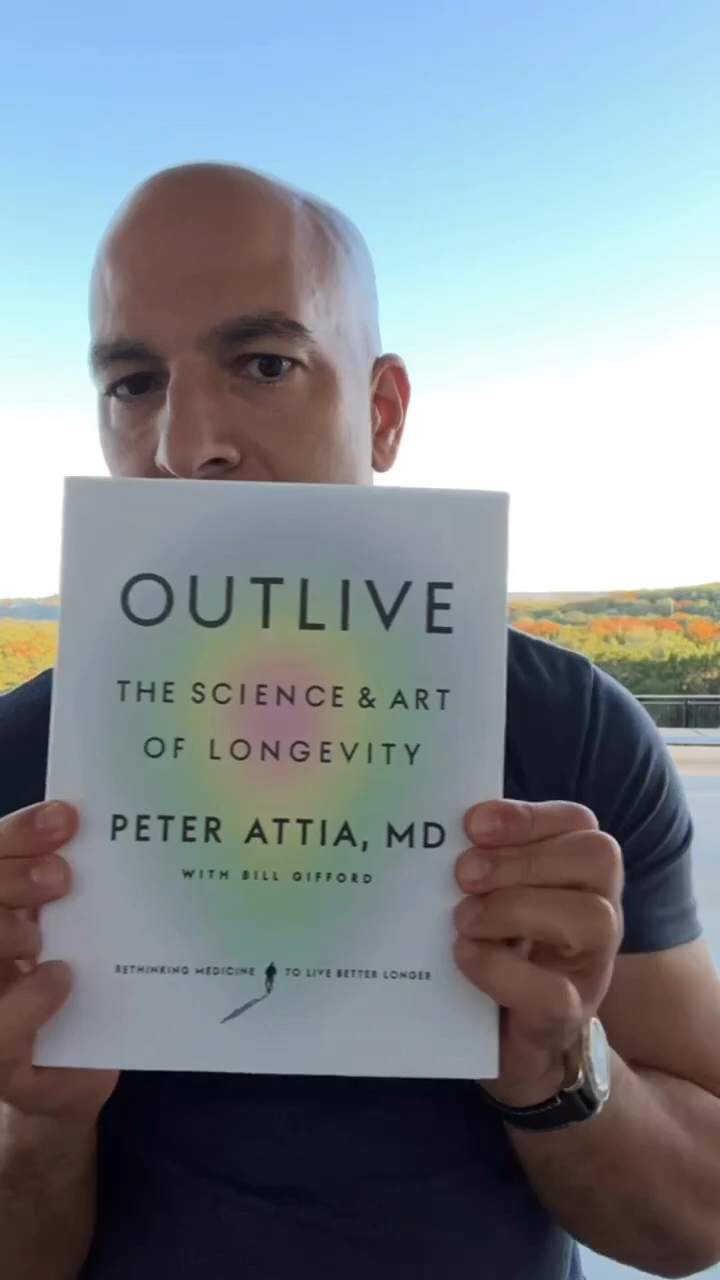 OUTLIVE
THE SCIENCE & ART
OF LONGEVITY
PETER ATTIA, MD
WITH BILL GIFFORD
RETHINKING MEDICINE TO LIVE BETTER LONGER